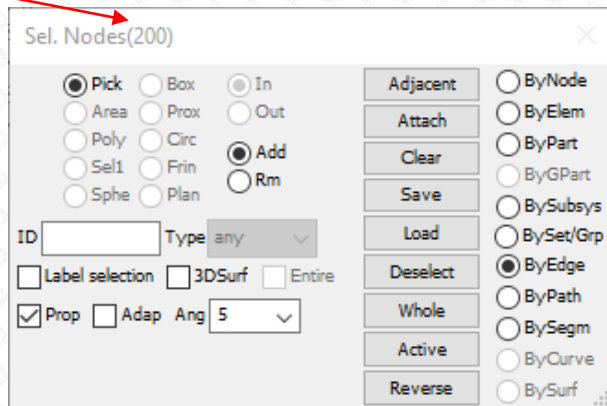 Sel. Nodes(200)
Pick Box In Adjacent ByNode
Area Prox Out Attach ByElem
Poly Circ Add Clear ByPart
Sel1 Frin Rm Save ByGPart
Sphe Plan BySubsys
ID Type any Load BySet/Grp
Label selection 3DSurf Entire Deselect ByEdge
Prop Adap Ang 5 Whole ByPath
Active BySegm
ByCurve
Reverse BySurf